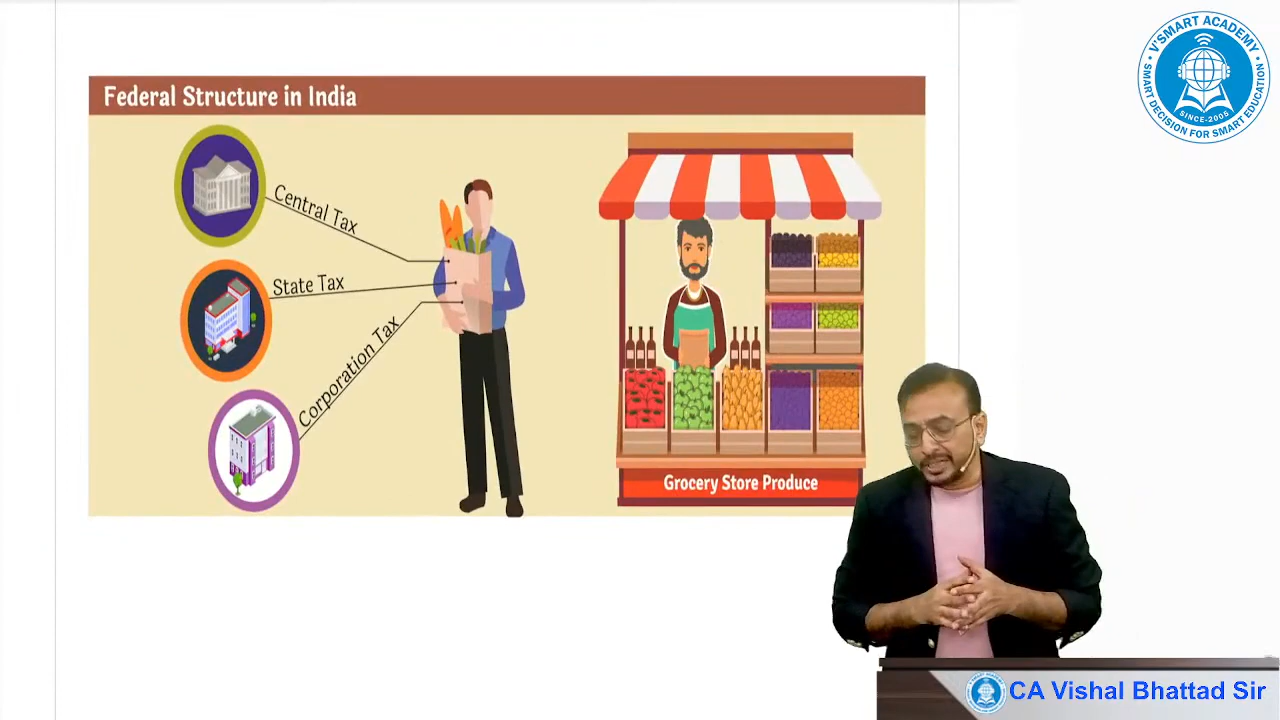 Federal Structure in India
Central Tax
State Tax
Corporation Tax
Grocery Store Produce
V'SMART ACADEMY
SINCE-2005
SMART DECISION FOR SMART EDUCATION
CA Vishal Bhattad Sir